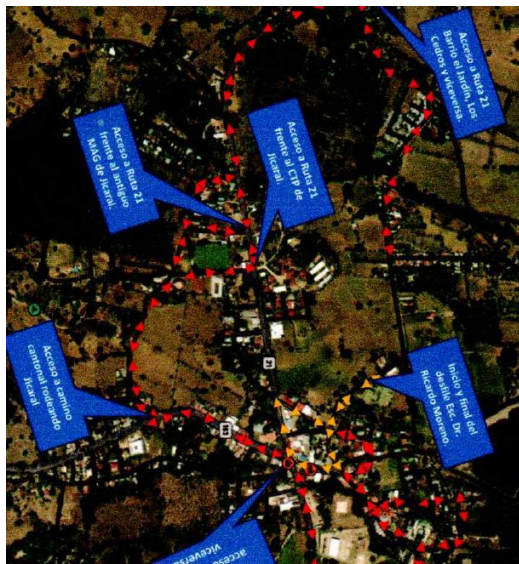 Acceso a Ruta 21
Barrio el Jardín, Los
Cedros y viceversa.
Acceso a Ruta 21
frente al CTP de
Jicaral.
Acceso a Ruta 21
frente al antiguo
MAG de Jicaral.
Inicio y final del
desfile Esc. Dr.
Ricardo Moreno.
Acceso a camino
cantonal rodeando
Jicaral
21
acceso
viceversa